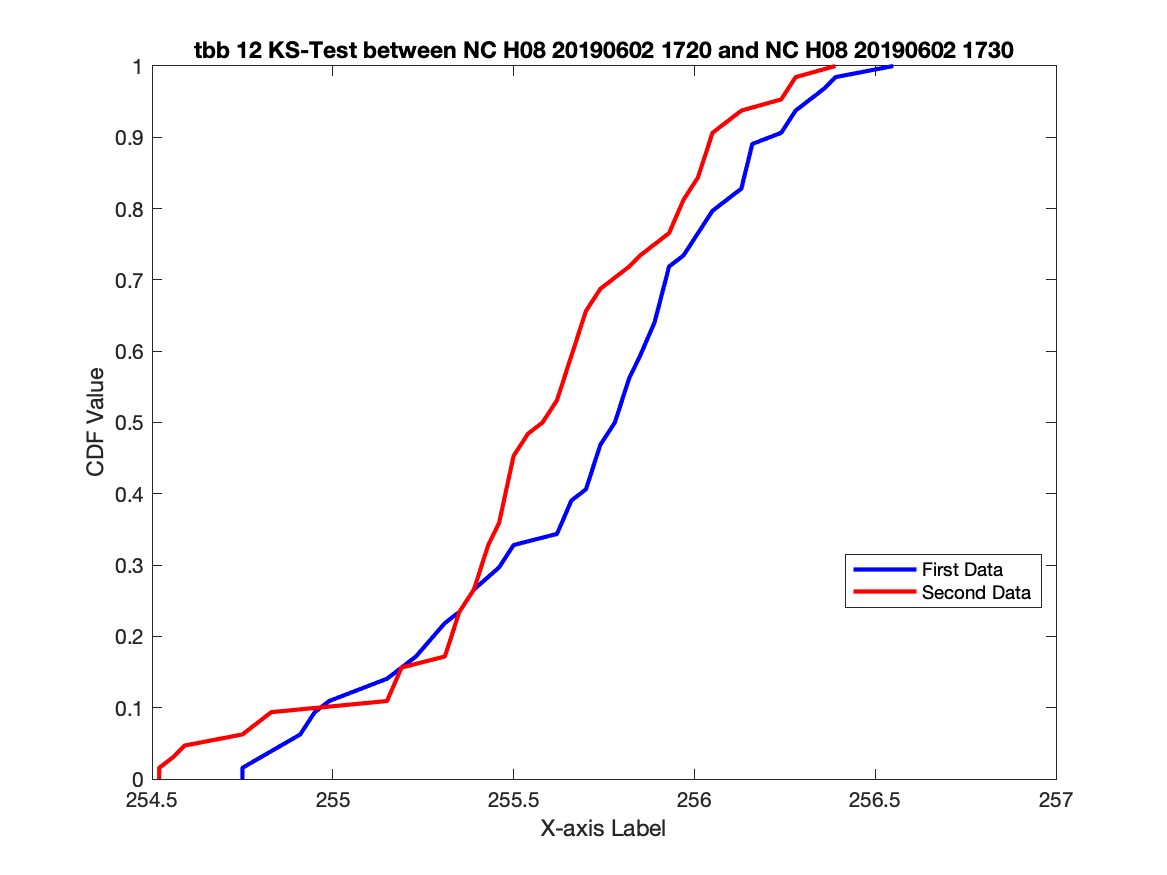 tbb 12 KS-Test between NC H08 20190602 1720 and NC H08 20190602 1730
1
0.9
0.8
0.7
0.6
0.5
0.4
0.3
0.2
0.1
0
CDF Value
First Data
Second Data
254.5 255 255.5 256 256.5 257
X-axis Label